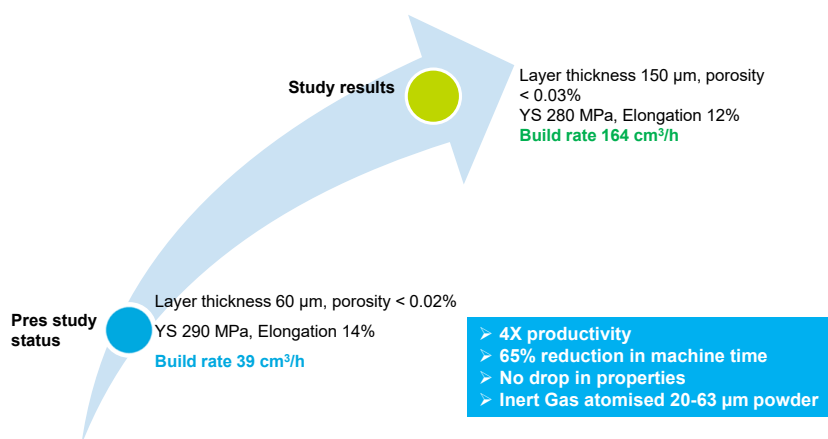 Study results
Layer thickness 150 µm, porosity
< 0.03%
YS 280 MPa, Elongation 12%
Build rate 164 cm³/h
Pres study
status
Layer thickness 60 µm, porosity < 0.02%
YS 290 MPa, Elongation 14%
Build rate 39 cm³/h
➢ 4X productivity
➢ 65% reduction in machine time
➢ No drop in properties
➢ Inert Gas atomised 20-63 µm powder